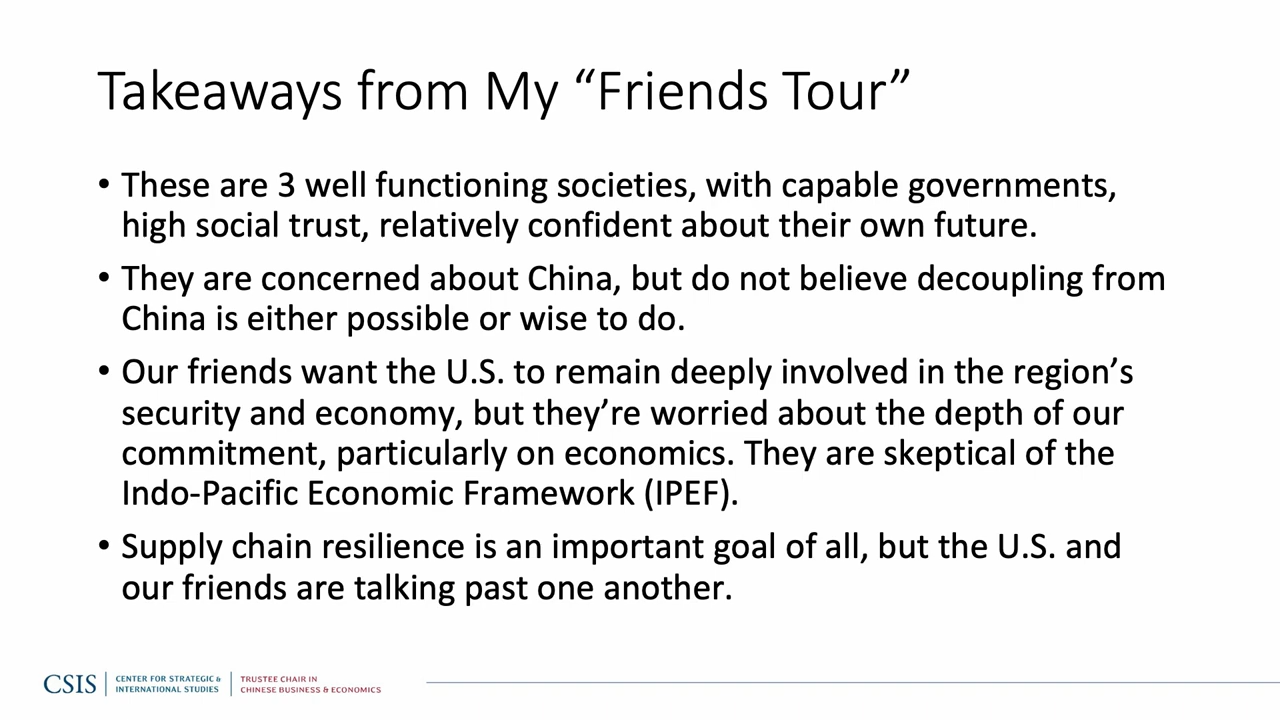 Takeaways from My “Friends Tour”
• These are 3 well functioning societies, with capable governments,
high social trust, relatively confident about their own future.
• They are concerned about China, but do not believe decoupling from
China is either possible or wise to do.
• Our friends want the U.S. to remain deeply involved in the region’s
security and economy, but they’re worried about the depth of our
commitment, particularly on economics. They are skeptical of the
Indo-Pacific Economic Framework (IPEF).
• Supply chain resilience is an important goal of all, but the U.S. and
our friends are talking past one another.
CSIS
CENTER FOR STRATEGIC &
INTERNATIONAL STUDIES
TRUSTEE CHAIR IN
CHINESE BUSINESS & ECONOMICS